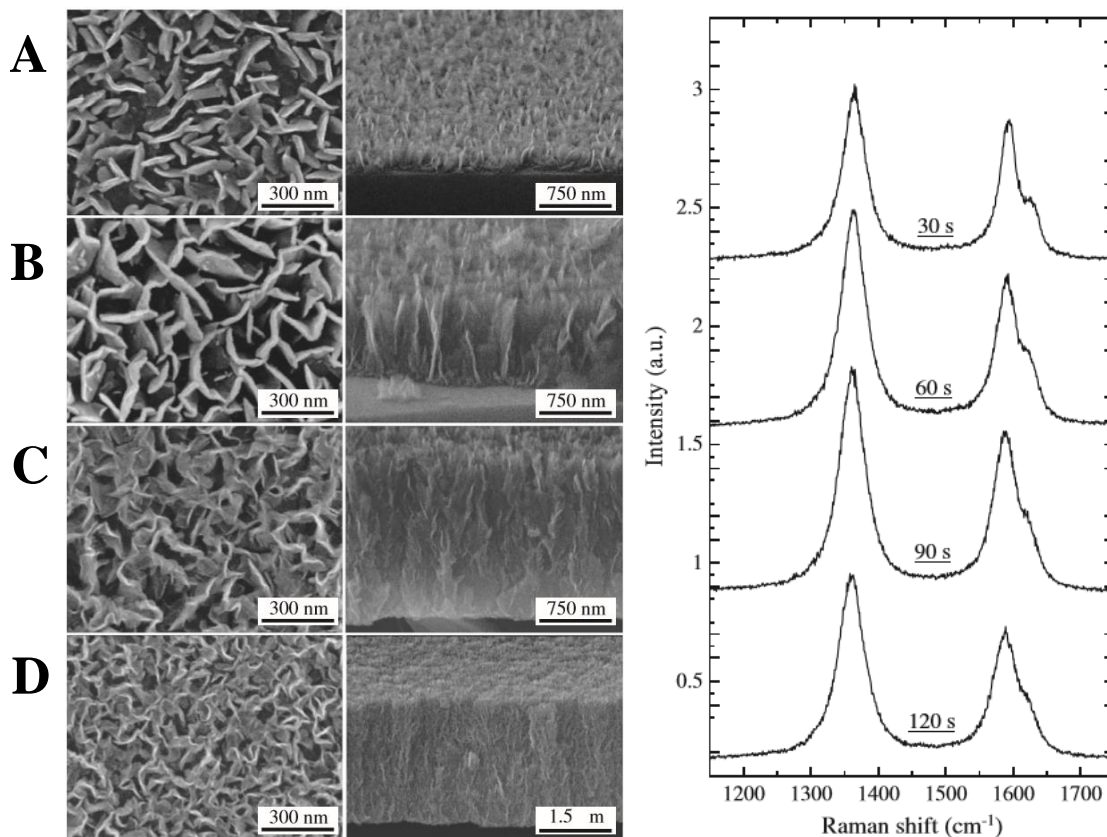 A
300 nm
750 nm
B
300 nm
750 nm
C
300 nm
750 nm
D
300 nm
1.5 m
Intensity (a.u.)
3
2.5
2
1.5
1
0.5
30 s
60 s
90 s
120 s
1200 1300 1400 1500 1600 1700
Raman shift (cm⁻¹)